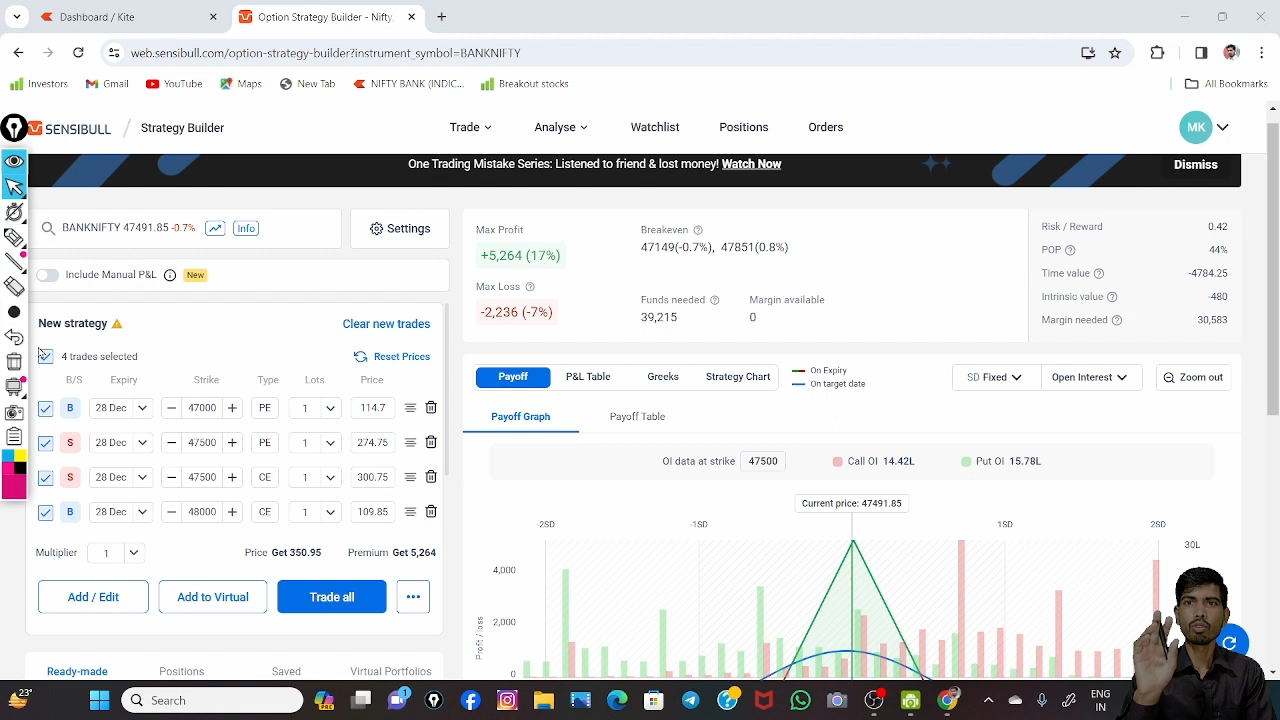 Dashboard / Kite
Option Strategy Builder - Nifty,
web.sensibull.com/option-strategy-builder?instrument_symbol=BANKNIFTY
Investors Gmail YouTube Maps New Tab NIFTY BANK (INDIC... Breakout stocks All Bookmarks
SENSIBULL / Strategy Builder Trade Analyse Watchlist Positions Orders MK
One Trading Mistake Series: Listened to friend & lost money! Watch Now Dismiss
BANKNIFTY 47491.85 -0.7% Info Settings
Include Manual P&L New
New strategy Clear new trades
4 trades selected Reset Prices
B/S Expiry Strike Type Lots Price
B 28 Dec 47000 PE 1 114.7
S 28 Dec 47500 PE 1 274.75
S 28 Dec 47500 CE 1 300.75
B 28 Dec 48000 CE 1 109.85
Multiplier 1 Price Get 350.95 Premium Get 5,264
Add / Edit Add to Virtual Trade all
Ready-made Positions Saved Virtual Portfolios
Max Profit
+5,264 (17%)
Max Loss
-2,236 (-7%)
Breakeven
47149(-0.7%), 47851(0.8%)
Funds needed Margin available
39,215 0
Risk / Reward 0.42
POP 44%
Time value -4784.25
Intrinsic value -480
Margin needed 30,583
Payoff P&L Table Greeks Strategy Chart
On Expiry
On target date
SD Fixed Open Interest Zoom out
Payoff Graph Payoff Table
OI data at strike 47500 Call OI 14.42L Put OI 15.78L
Current price: 47491.85
-2SD -1SD 1SD 2SD
30L
4,000
2,000
0
Profit / loss
23°
Search
ENG
IN